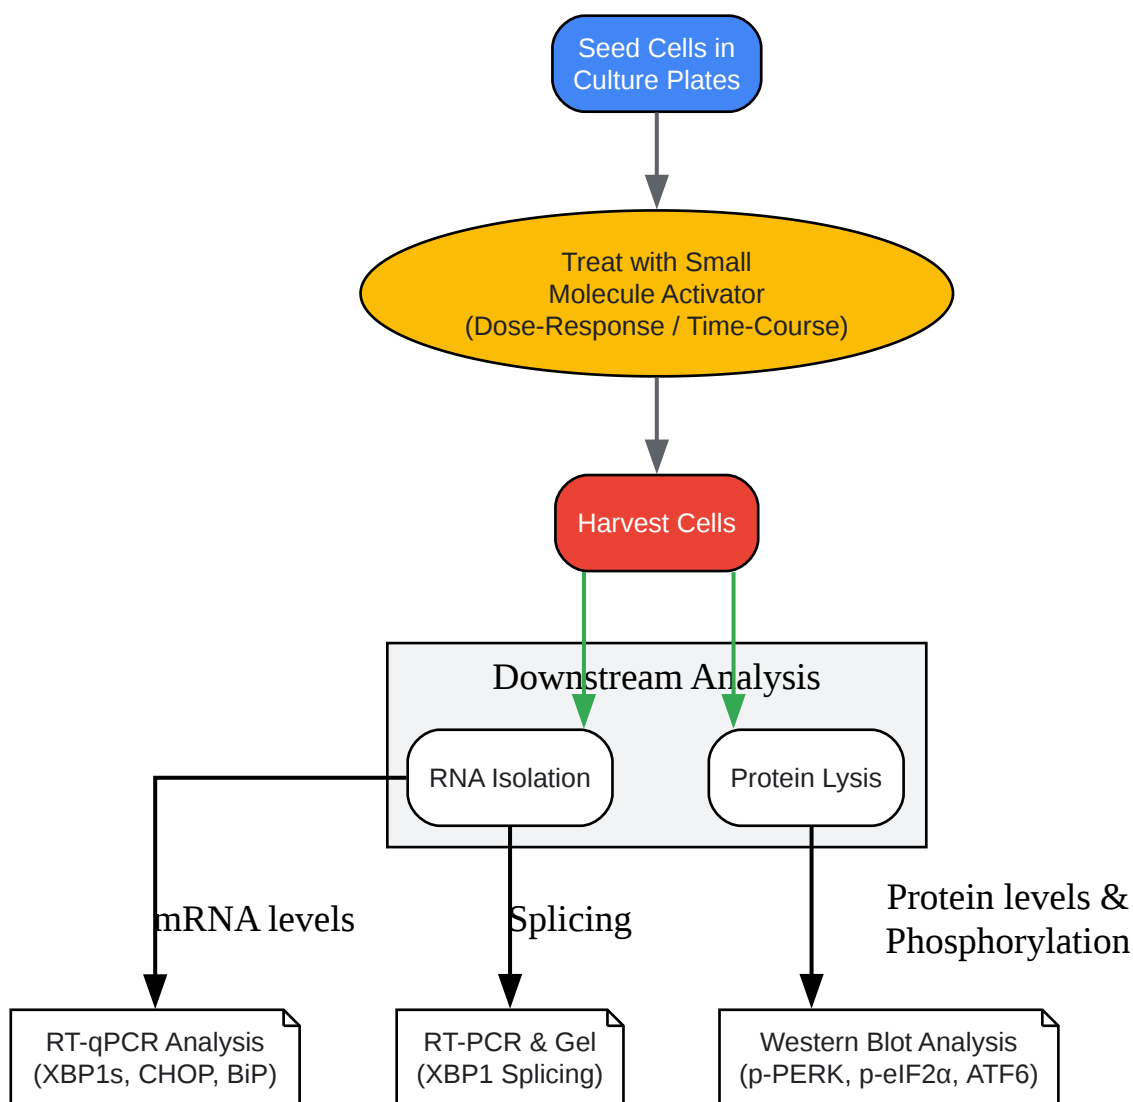 Seed Cells in
Culture Plates
Treat with Small
Molecule Activator
(Dose-Response / Time-Course)
Harvest Cells
Downstream Analysis
RNA Isolation
Protein Lysis
mRNA levels
Splicing
Protein levels &
Phosphorylation
RT-qPCR Analysis
(XBP1s, CHOP, BiP)
RT-PCR & Gel
(XBP1 Splicing)
Western Blot Analysis
(p-PERK, p-eIF2α, ATF6)